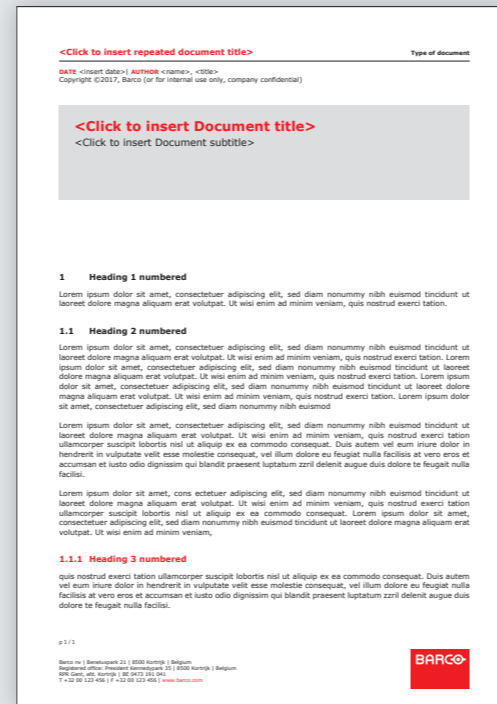 <Click to insert repeated document title>
Type of document
DATE <insert date>| AUTHOR <name>, <title>
Copyright ©2017, Barco (or for internal use only, company confidential)
<Click to insert Document title>
<Click to insert Document subtitle>
1 Heading 1 numbered
Lorem ipsum dolor sit amet, consectetuer adipiscing elit, sed diam nonummy nibh euismod tincidunt ut
laoreet dolore magna aliquam erat volutpat. Ut wisi enim ad minim veniam, quis nostrud exerci tation.
1.1 Heading 2 numbered
Lorem ipsum dolor sit amet, consectetuer adipiscing elit, sed diam nonummy nibh euismod tincidunt ut
laoreet dolore magna aliquam erat volutpat. Ut wisi enim ad minim veniam, quis nostrud exerci tation. Lorem
ipsum dolor sit amet, consectetuer adipiscing elit, sed diam nonummy nibh euismod tincidunt ut laoreet
dolore magna aliquam erat volutpat. Ut wisi enim ad minim veniam, quis nostrud exerci tation. Lorem ipsum
dolor sit amet, consectetuer adipiscing elit, sed diam nonummy nibh euismod tincidunt ut laoreet dolore
magna aliquam erat volutpat. Ut wisi enim ad minim veniam, quis nostrud exerci tation. Lorem ipsum dolor
sit amet, consectetuer adipiscing elit, sed diam nonummy nibh euismod
Lorem ipsum dolor sit amet, consectetuer adipiscing elit, sed diam nonummy nibh euismod tincidunt ut
laoreet dolore magna aliquam erat volutpat. Ut wisi enim ad minim veniam, quis nostrud exerci tation
ullamcorper suscipit lobortis nisl ut aliquip ex ea commodo consequat. Duis autem vel eum iriure dolor in
hendrerit in vulputate velit esse molestie consequat, vel illum dolore eu feugiat nulla facilisis at vero eros et
accumsan et iusto odio dignissim qui blandit praesent luptatum zzril delenit augue duis dolore te feugait nulla
facilisi.
Lorem ipsum dolor sit amet, cons ectetuer adipiscing elit, sed diam nonummy nibh euismod tincidunt ut
laoreet dolore magna aliquam erat volutpat. Ut wisi enim ad minim veniam, quis nostrud exerci tation
ullamcorper suscipit lobortis nisl ut aliquip ex ea commodo consequat. Lorem ipsum dolor sit amet,
consectetuer adipiscing elit, sed diam nonummy nibh euismod tincidunt ut laoreet dolore magna aliquam erat
volutpat. Ut wisi enim ad minim veniam,
1.1.1 Heading 3 numbered
quis nostrud exerci tation ullamcorper suscipit lobortis nisl ut aliquip ex ea commodo consequat. Duis autem
vel eum iriure dolor in hendrerit in vulputate velit esse molestie consequat, vel illum dolore eu feugiat nulla
facilisis at vero eros et accumsan et iusto odio dignissim qui blandit praesent luptatum zzril delenit augue duis
dolore te feugait nulla facilisi.
p 1 / 1
Barco nv | Beneluxpark 21 | 8500 Kortrijk | Belgium
Registered office: President Kennedypark 35 | 8500 Kortrijk | Belgium
RPR Gent, afd. Kortrijk | BE 0473 191 041
T +32 00 123 456 | F +32 00 123 456 | www.barco.com
BARCO